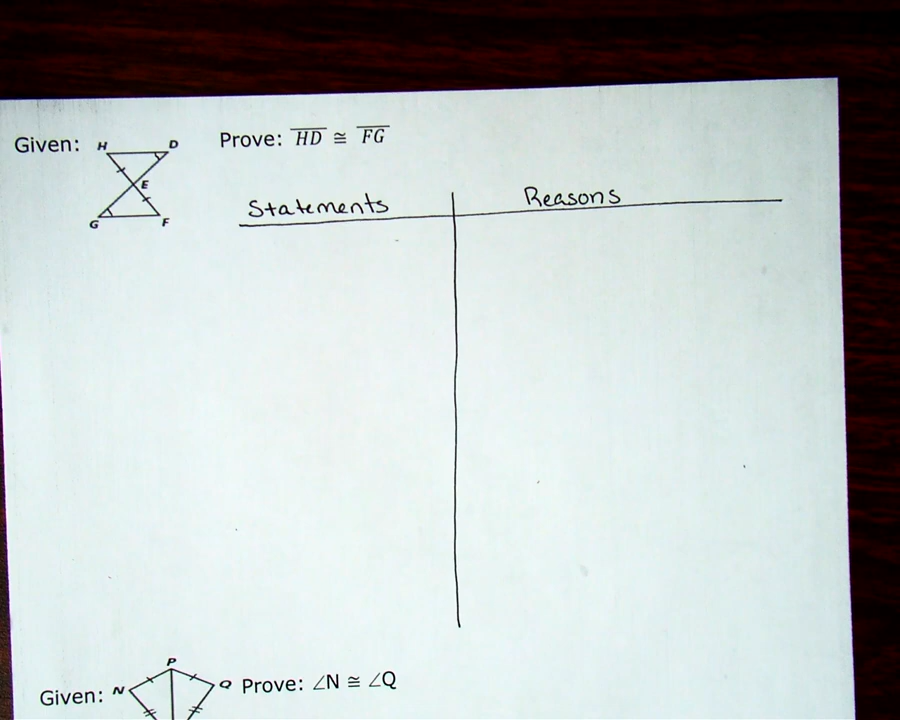 Given: H D Prove: HD ≅ FG
E
G F
Statements Reasons
P
Given: N Q Prove: ∠N ≅ ∠Q